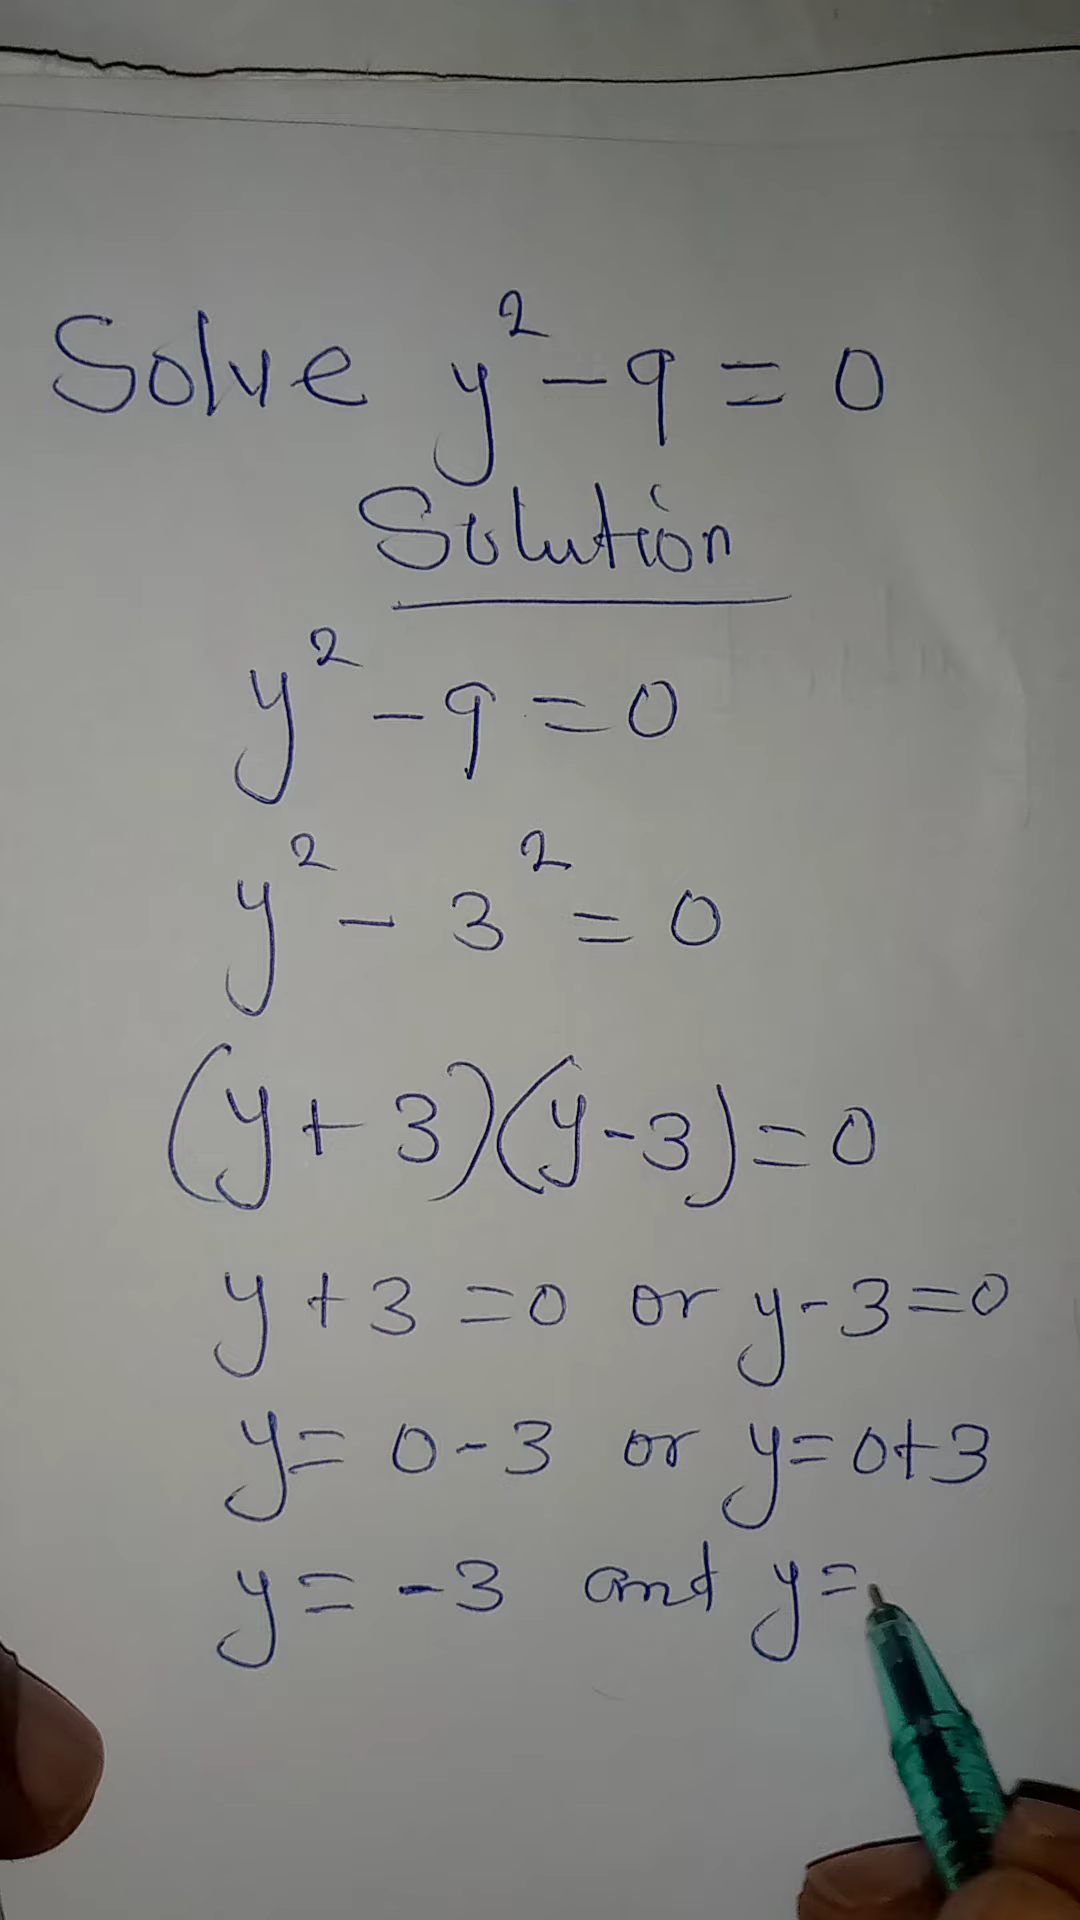 Solve y² - 9 = 0
Solution
y² - 9 = 0
y² - 3² = 0
(y + 3)(y - 3) = 0
y + 3 = 0 or y - 3 = 0
y = 0 - 3 or y = 0 + 3
y = - 3 and y =